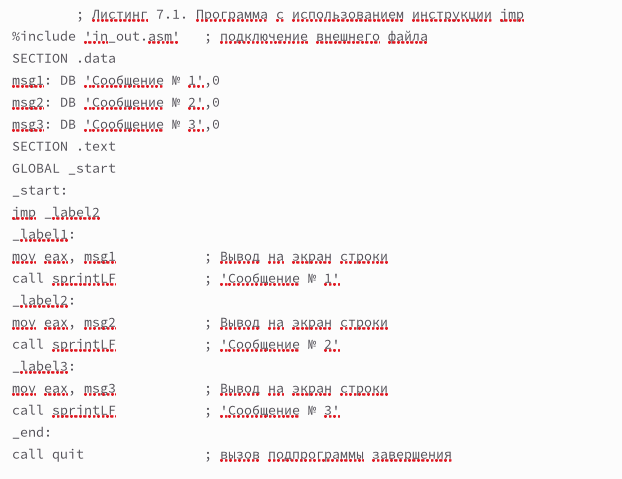 ; Листинг 7.1. Программа с использованием инструкции jmp
%include 'in_out.asm' ; подключение внешнего файла
SECTION .data
msg1: DB 'Сообщение № 1',0
msg2: DB 'Сообщение № 2',0
msg3: DB 'Сообщение № 3',0
SECTION .text
GLOBAL _start
_start:
jmp _label2
_label1:
mov eax, msg1 ; Вывод на экран строки
call sprintLF ; 'Сообщение № 1'
_label2:
mov eax, msg2 ; Вывод на экран строки
call sprintLF ; 'Сообщение № 2'
_label3:
mov eax, msg3 ; Вывод на экран строки
call sprintLF ; 'Сообщение № 3'
_end:
call quit ; вызов подпрограммы завершения